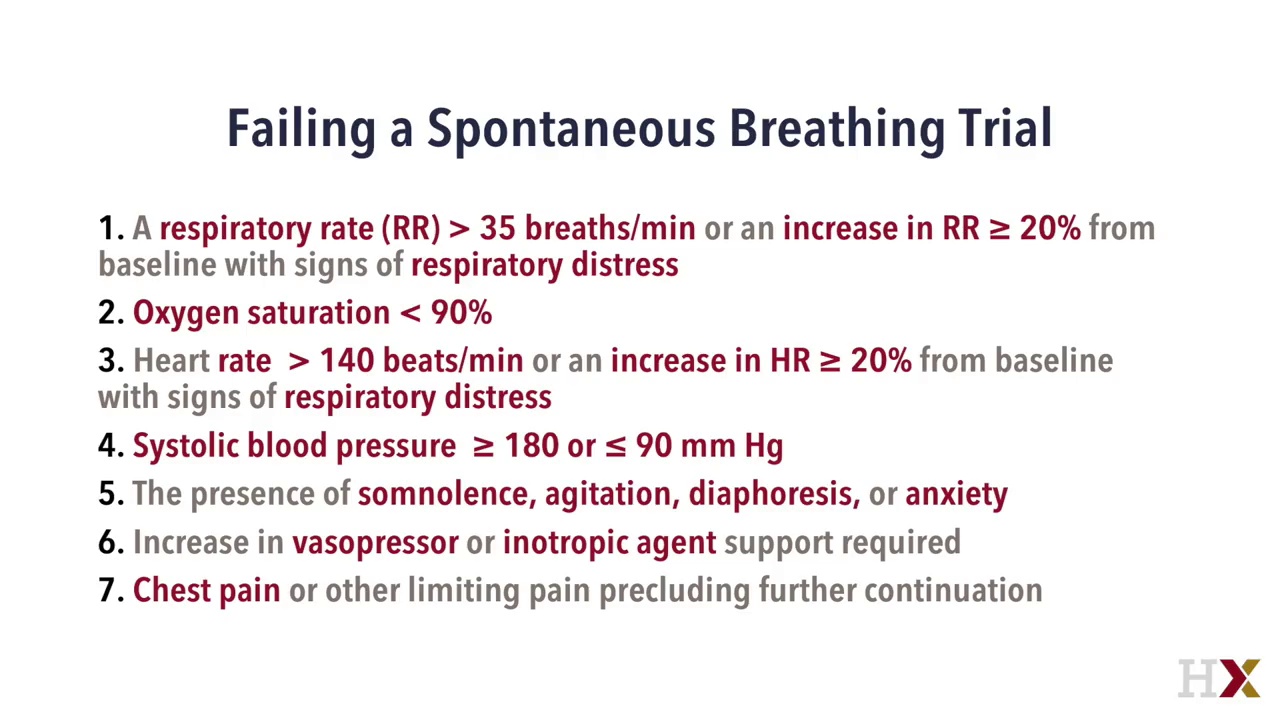 Failing a Spontaneous Breathing Trial
1. A respiratory rate (RR) > 35 breaths/min or an increase in RR ≥ 20% from
baseline with signs of respiratory distress
2. Oxygen saturation < 90%
3. Heart rate > 140 beats/min or an increase in HR ≥ 20% from baseline
with signs of respiratory distress
4. Systolic blood pressure ≥ 180 or ≤ 90 mm Hg
5. The presence of somnolence, agitation, diaphoresis, or anxiety
6. Increase in vasopressor or inotropic agent support required
7. Chest pain or other limiting pain precluding further continuation
HX